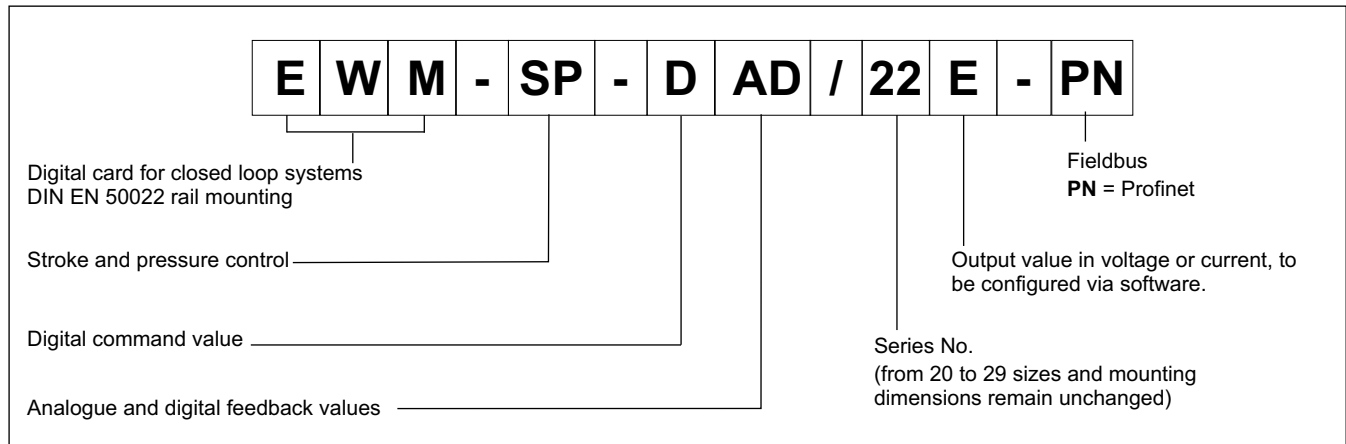 E W M - SP - D AD / 22 E - PN
Digital card for closed loop systems
DIN EN 50022 rail mounting
Fieldbus
PN = Profinet
Stroke and pressure control
Output value in voltage or current, to
be configured via software.
Digital command value
Series No.
(from 20 to 29 sizes and mounting
dimensions remain unchanged)
Analogue and digital feedback values